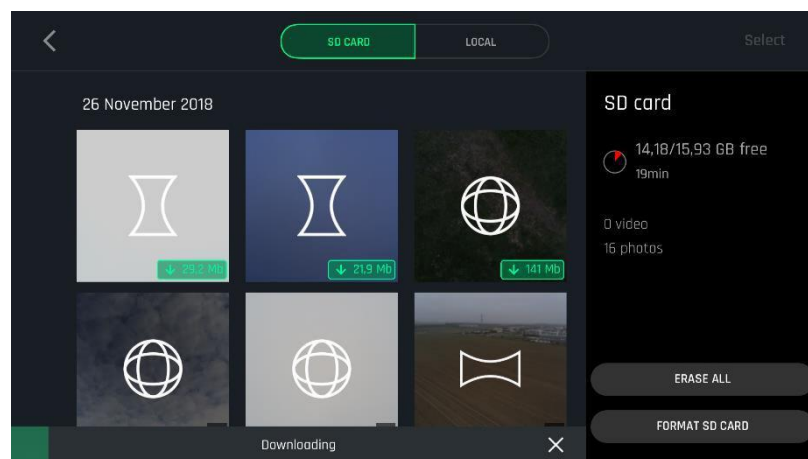 SD CARD
LOCAL
Select
26 November 2018
SD card
14,18/15,93 GB free
19min
0 video
16 photos
29,2 Mb
21,9 Mb
141 Mb
ERASE ALL
FORMAT SD CARD
Downloading